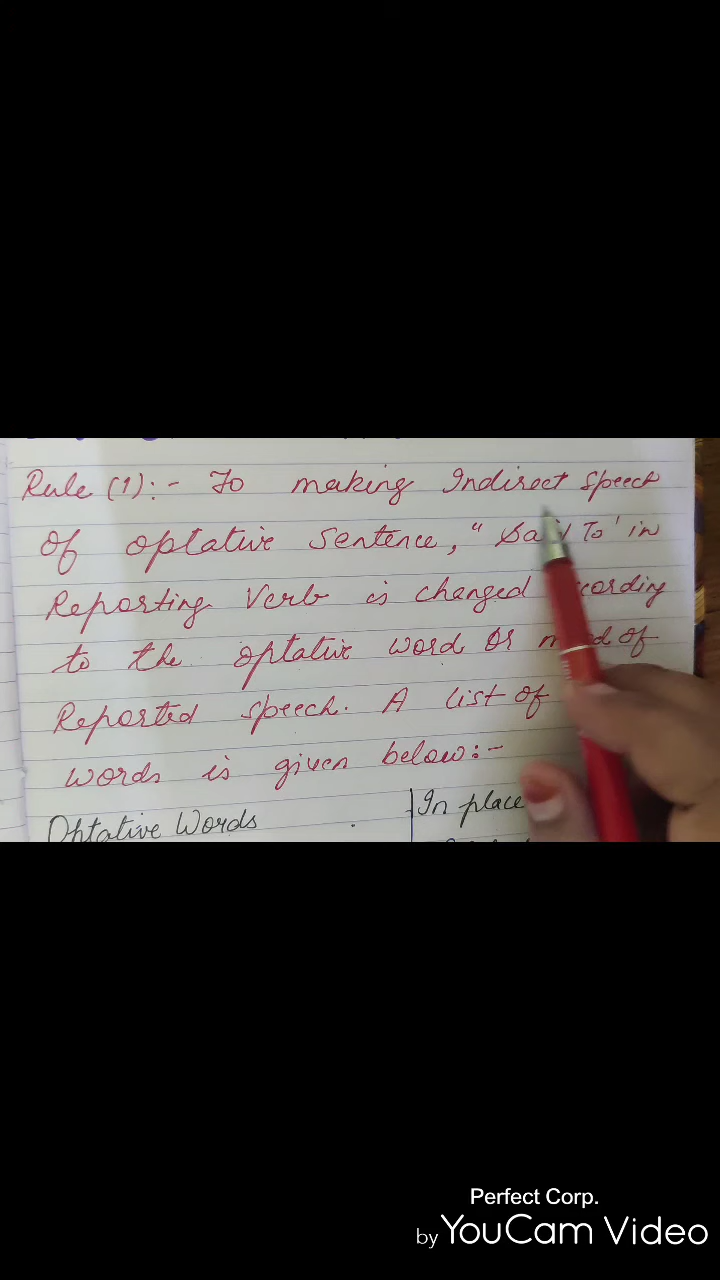 Rule (1):- To making Indirect Speech
of optative Sentence, " Say To' in
Reporting Verb is changed
to the optative word or of
Reported speech. A list of
words is given below:-
Optative Words
In place
Perfect Corp.
by YouCam Video